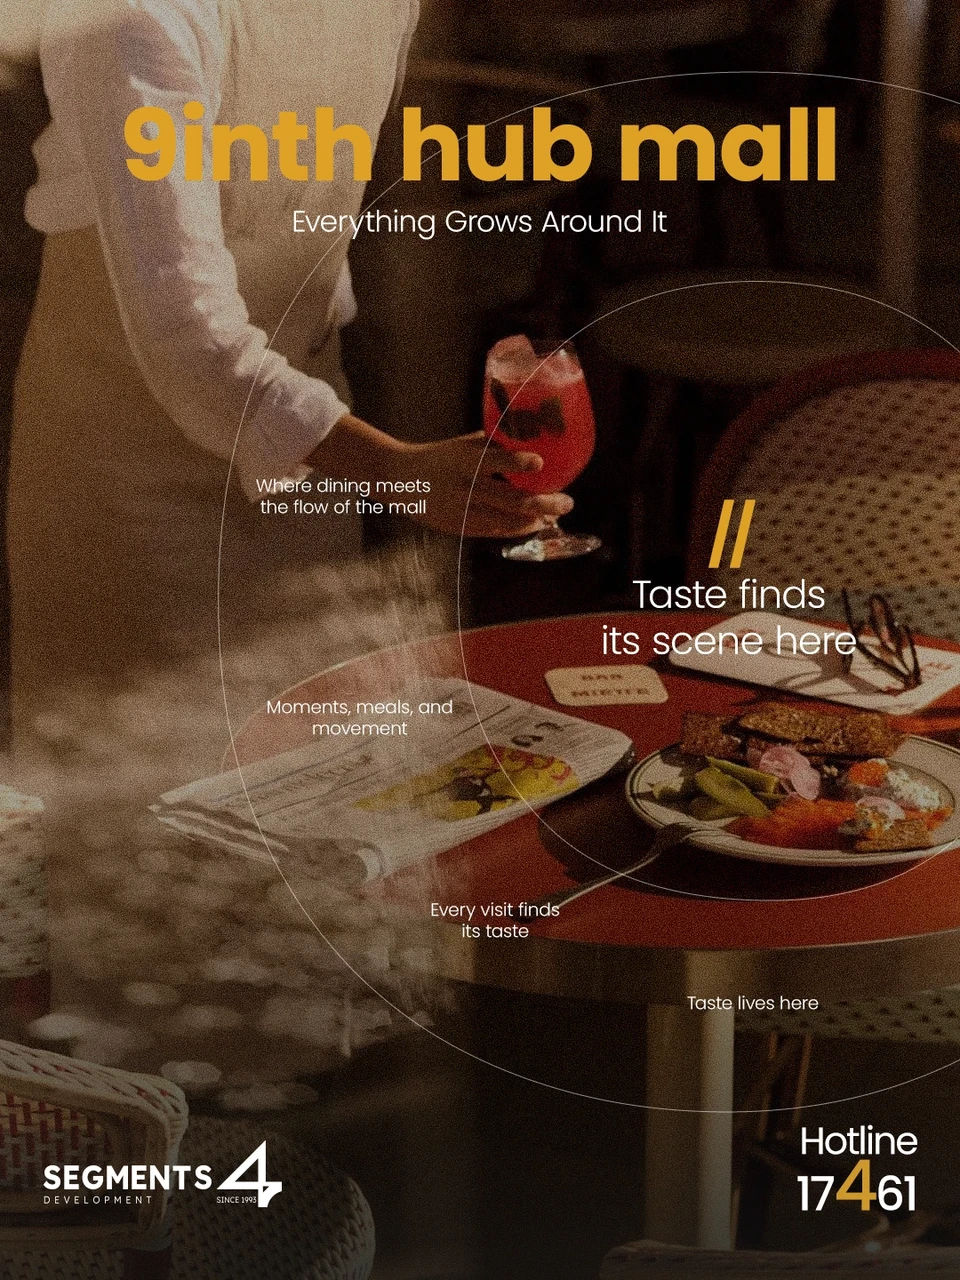 9inth hub mall
Everything Grows Around It
Where dining meets
the flow of the mall
//
Taste finds
its scene here
BAR
Moments, meals, and
movement
Every visit finds
its taste
Taste lives here
Hotline
17461
SEGMENTS 4
DEVELOPMENT SINCE 1993